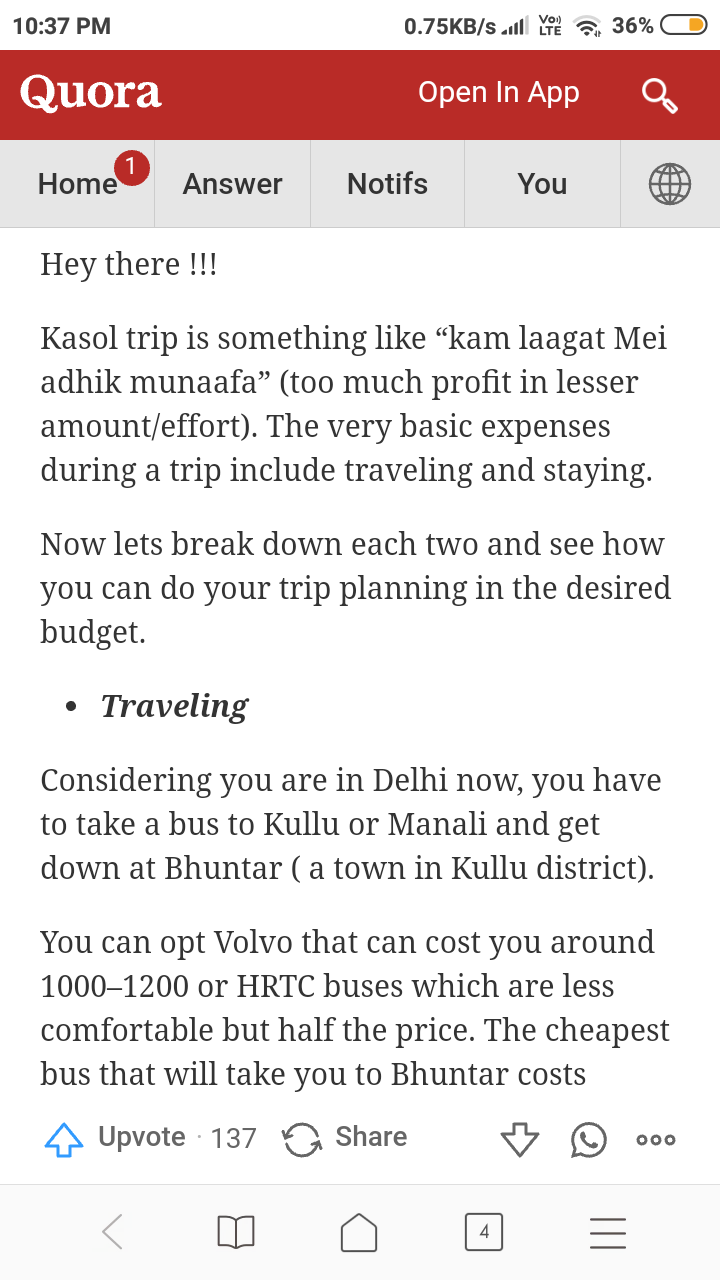 10:37 PM 0.75KB/s Vo)) LTE 36%
Quora Open In App
Home 1 Answer Notifs You
Hey there !!!
Kasol trip is something like “kam laagat Mei
adhik munaafa” (too much profit in lesser
amount/effort). The very basic expenses
during a trip include traveling and staying.
Now lets break down each two and see how
you can do your trip planning in the desired
budget.
• Traveling
Considering you are in Delhi now, you have
to take a bus to Kullu or Manali and get
down at Bhuntar ( a town in Kullu district).
You can opt Volvo that can cost you around
1000–1200 or HRTC buses which are less
comfortable but half the price. The cheapest
bus that will take you to Bhuntar costs
Upvote · 137 Share
4